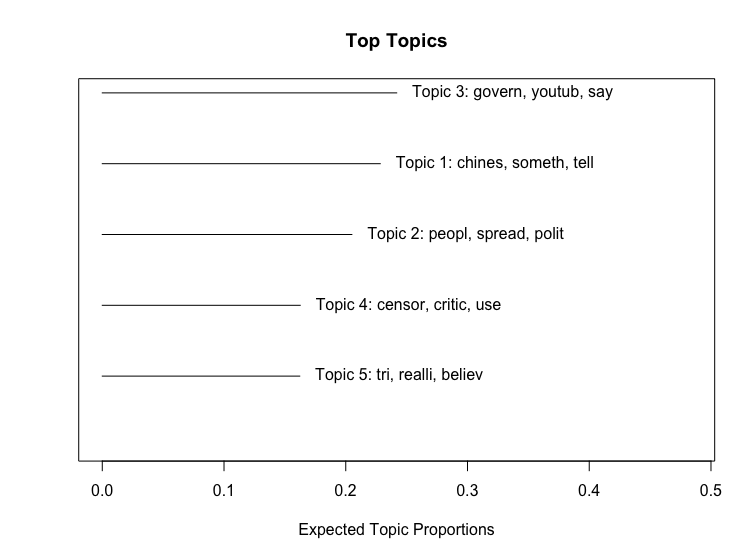 Top Topics
Topic 3: govern, youtub, say
Topic 1: chines, someth, tell
Topic 2: peopl, spread, polit
Topic 4: censor, critic, use
Topic 5: tri, realli, believ
0.0 0.1 0.2 0.3 0.4 0.5
Expected Topic Proportions